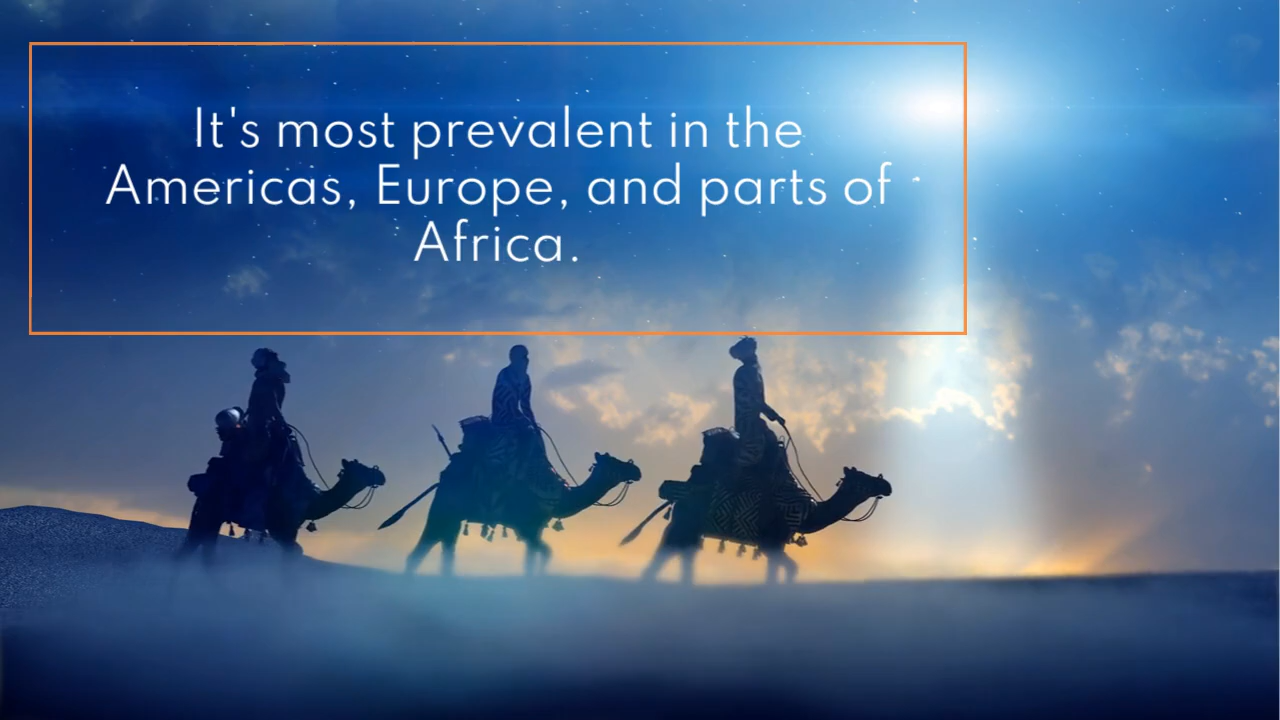 It's most prevalent in the
Americas, Europe, and parts of
Africa.